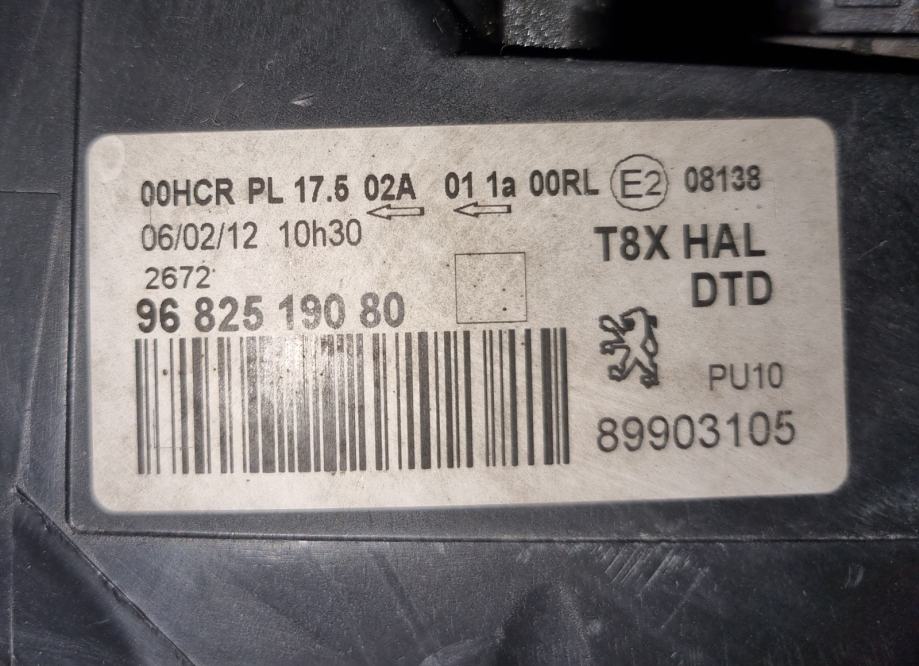 00HCR PL 17.5 02A 01 1a 00RL E2 08138
06/02/12 10h30
T8X HAL
2672
DTD
96 825 190 80
PU10
89903105